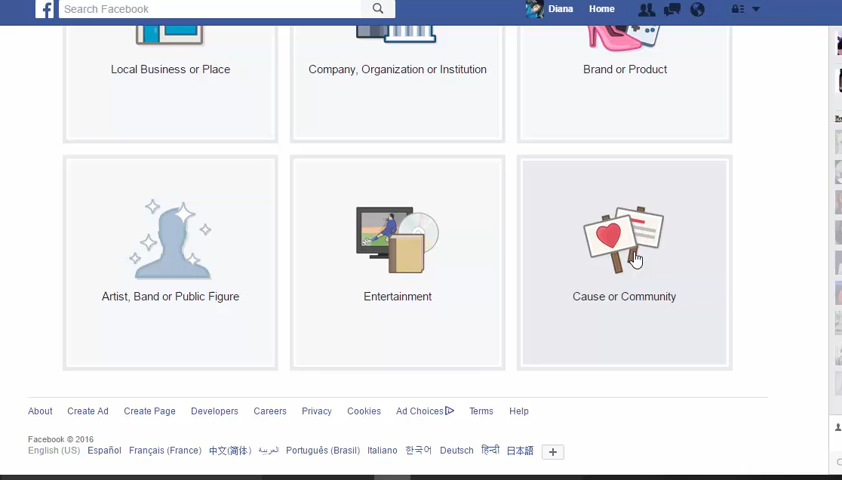 f Search Facebook Diana Home
Local Business or Place Company, Organization or Institution Brand or Product
Artist, Band or Public Figure Entertainment Cause or Community
About Create Ad Create Page Developers Careers Privacy Cookies Ad Choices Terms Help
Facebook © 2016
English (US) Español Français (France) 中文(简体) العربية Português (Brasil) Italiano 한국어 Deutsch हिन्दी 日本語 +